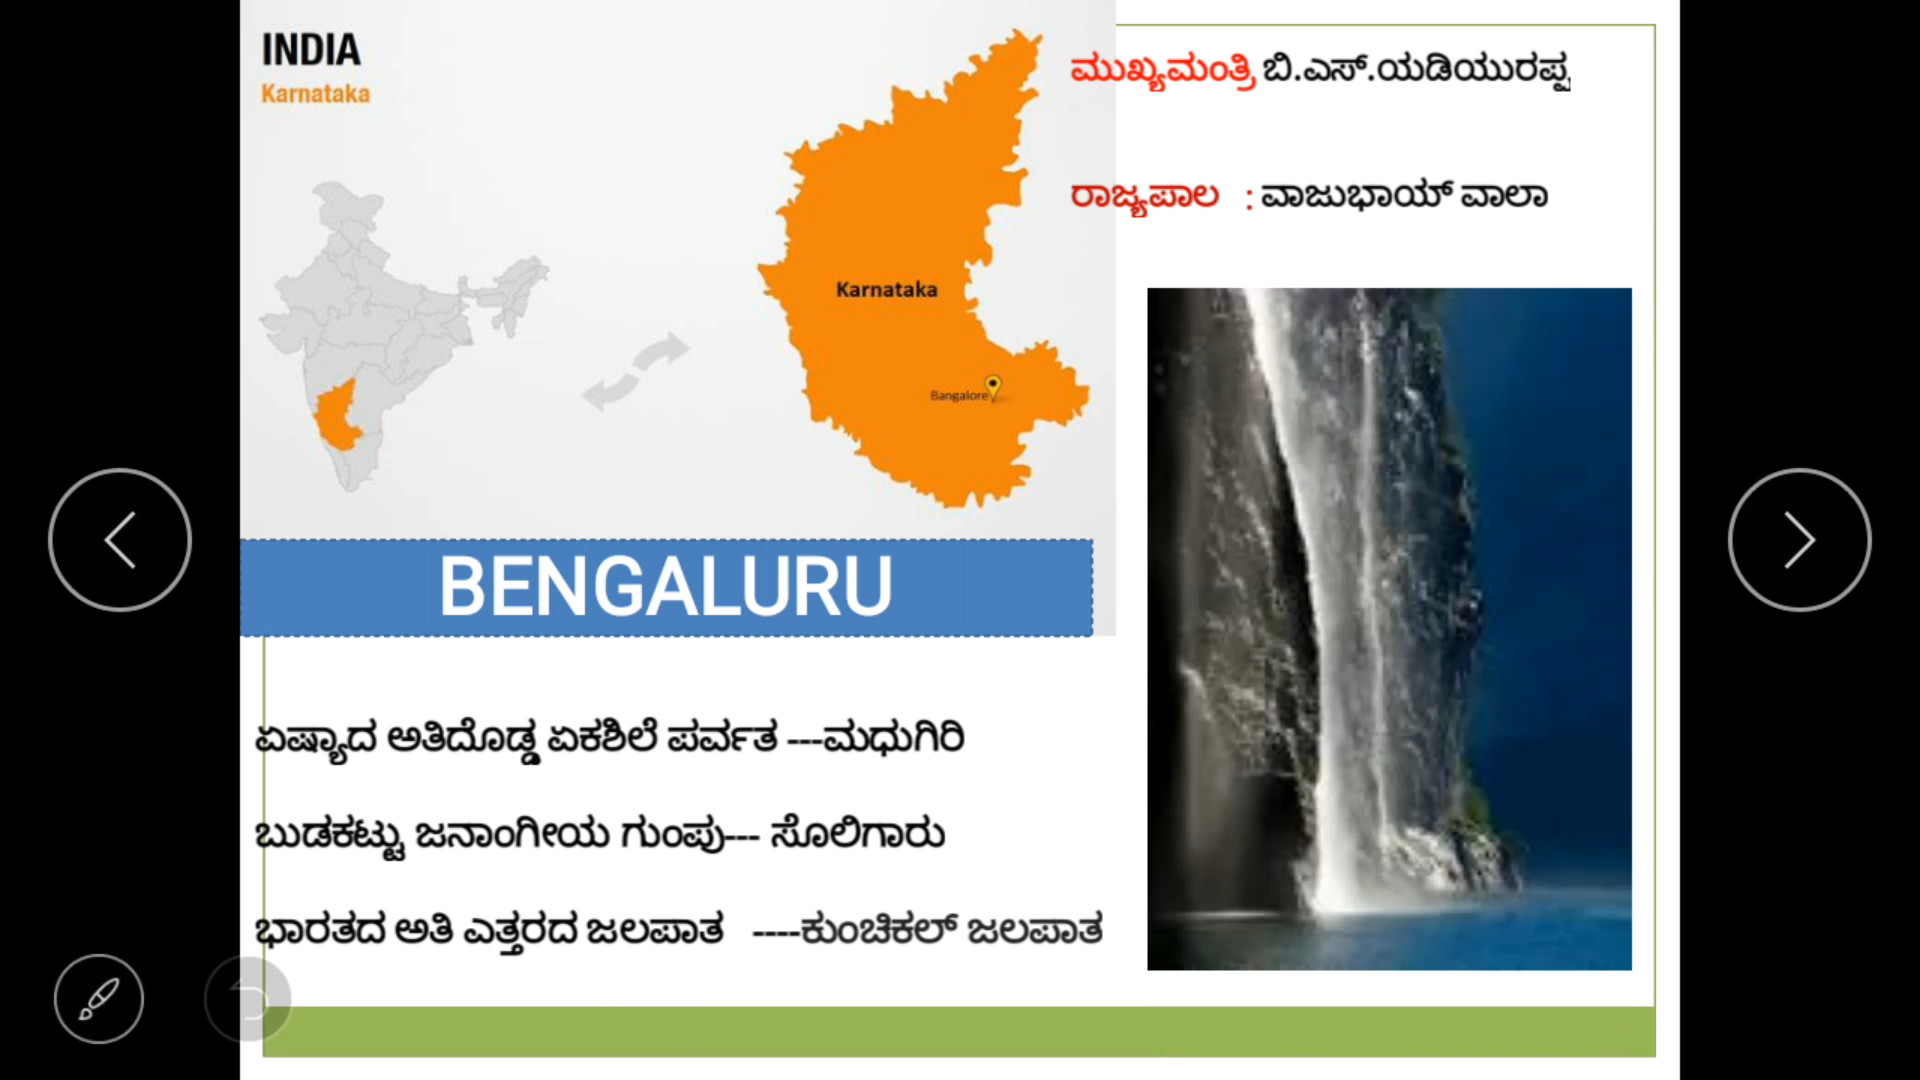 INDIA
Karnataka
Karnataka
Bangalore
ಮುಖ್ಯಮಂತ್ರಿ ಬಿ.ಎಸ್.ಯಡಿಯುರಪ್ಪ
ರಾಜ್ಯಪಾಲ : ವಾಜುಭಾಯ್ ವಾಲಾ
BENGALURU
ಏಷ್ಯಾದ ಅತಿದೊಡ್ಡ ಏಕಶಿಲೆ ಪರ್ವತ ---ಮಧುಗಿರಿ
ಬುಡಕಟ್ಟು ಜನಾಂಗೀಯ ಗುಂಪು--- ಸೊಲಿಗಾರು
ಭಾರತದ ಅತಿ ಎತ್ತರದ ಜಲಪಾತ ----ಕುಂಚಿಕಲ್ ಜಲಪಾತ